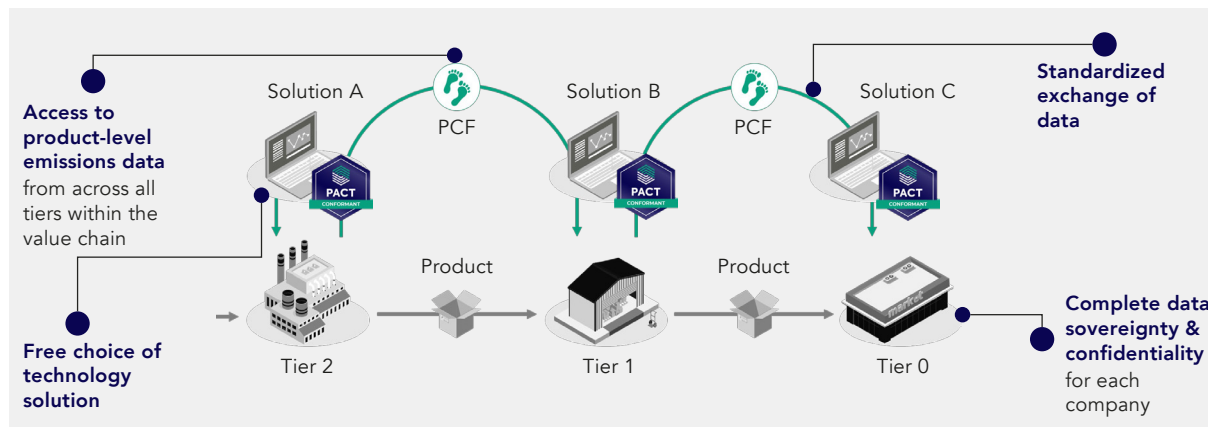 Solution A
PCF
Solution B
PCF
Solution C
Access to
product-level
emissions data
from across all
tiers within the
value chain
Standardized
exchange of
data
PACT
CONFORMANT
PACT
CONFORMANT
PACT
CONFORMANT
Product
Product
market
Tier 2
Tier 1
Tier 0
Free choice of
technology
solution
Complete data
sovereignty &
confidentiality
for each
company